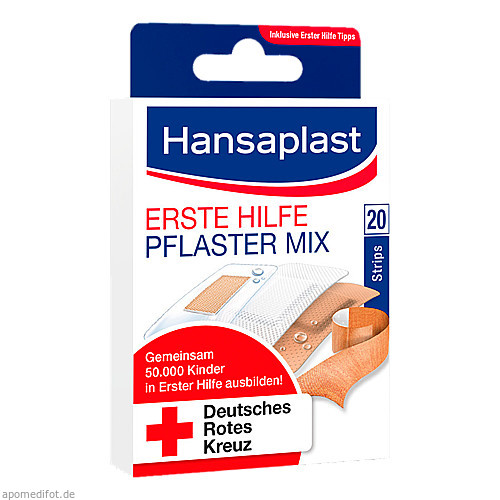 Inklusive Erster Hilfe Tipps
Hansaplast
ERSTE HILFE
PFLASTER MIX
20
Strips
Gemeinsam
50.000 Kinder
in Erster Hilfe ausbilden!
Deutsches
Rotes
Kreuz
apomedifot.de